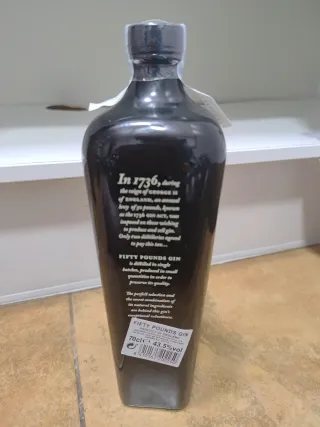 In 1736, during
the reign of GEORGE II
of ENGLAND, an annual
levy of 50 pounds, known
as the 1736 GIN ACT, was
imposed on those wishing
to produce and sell gin.
Only two distilleries agreed
to pay this tax...
FIFTY POUNDS GIN
is distilled in single
batches, produced in small
quantities in order to
preserve its quality.
The perfect selection and
the secret combination of
its natural ingredients
are behind this gin's
exceptional
FIFTY POUNDS GIN
70cl e 43.5%vol